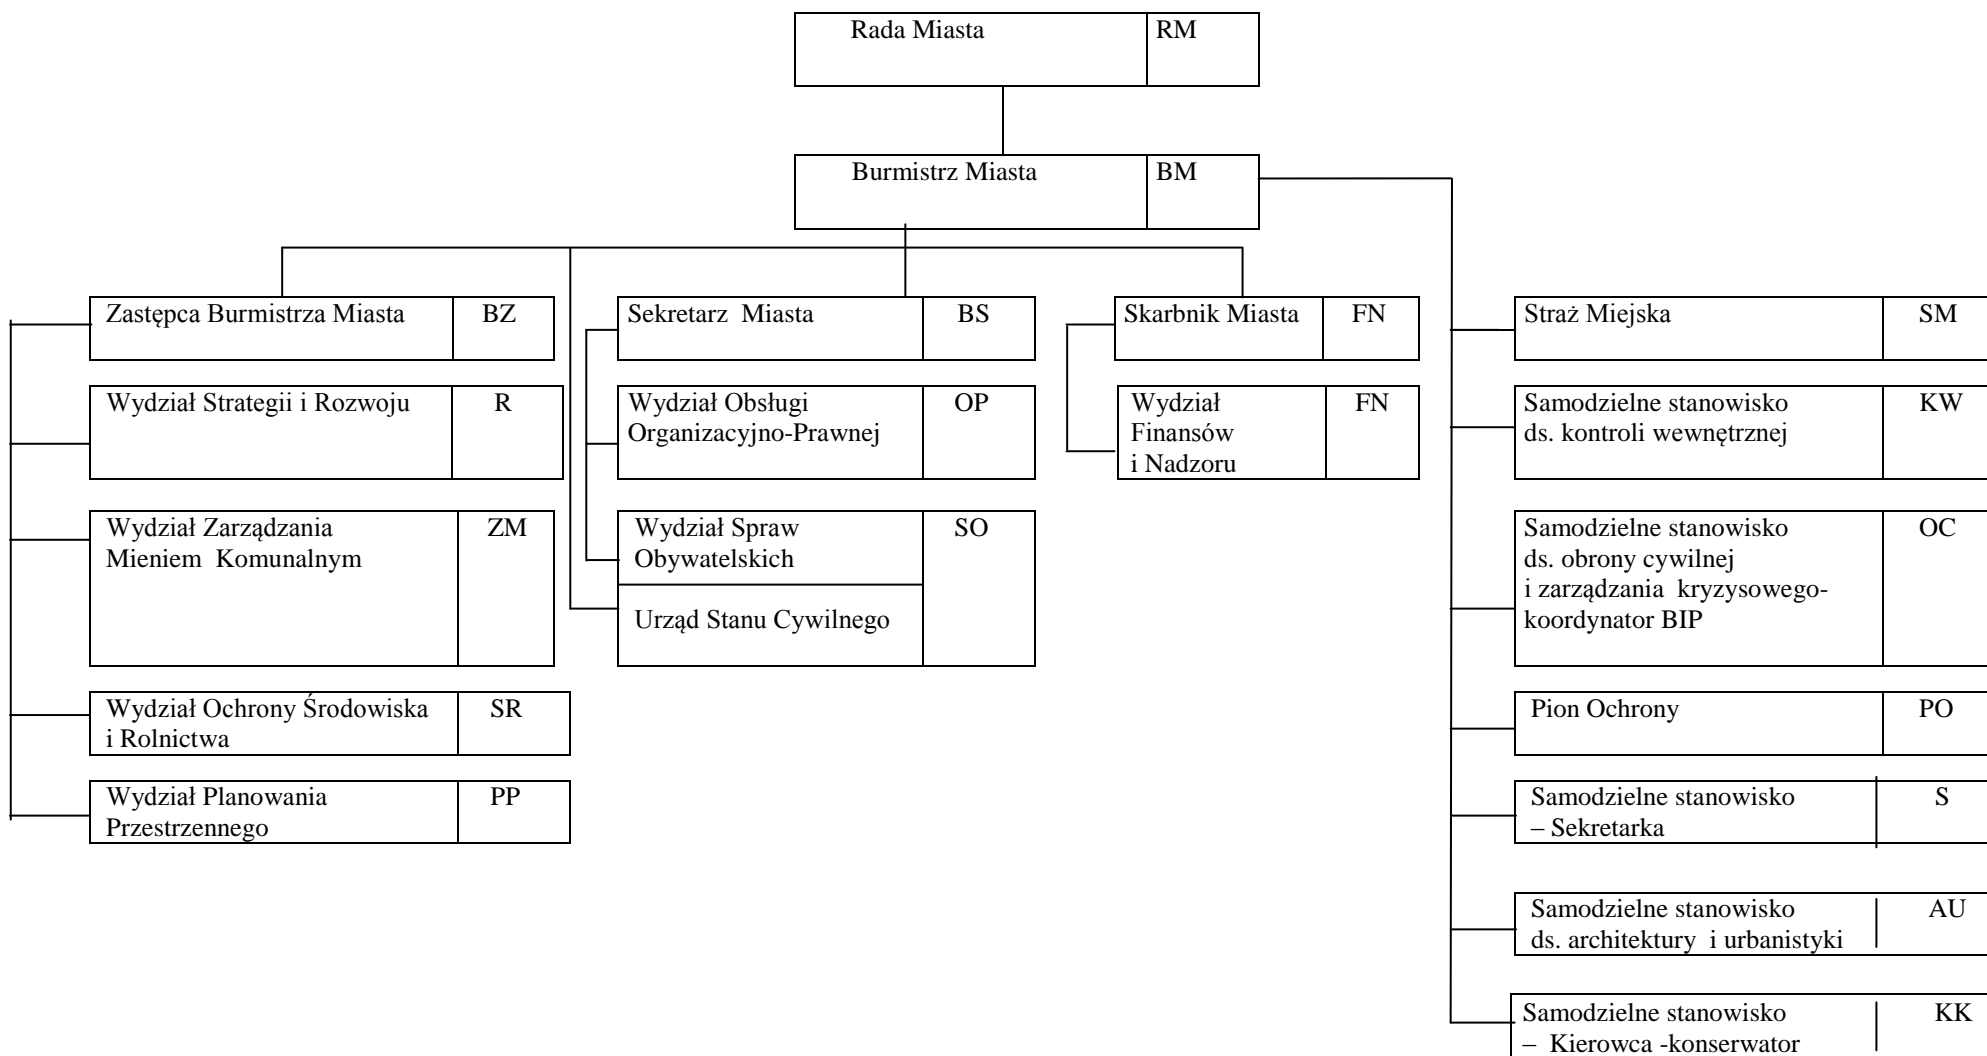 Rada Miasta RM
Burmistrz Miasta BM
Zastępca Burmistrza Miasta BZ
Wydział Strategii i Rozwoju R
Wydział Zarządzania ZM
Mieniem Komunalnym
Wydział Ochrony Środowiska SR
i Rolnictwa
Wydział Planowania PP
Przestrzennego
Sekretarz Miasta BS
Wydział Obsługi OP
Organizacyjno-Prawnej
Wydział Spraw SO
Obywatelskich
Urząd Stanu Cywilnego
Skarbnik Miasta FN
Wydział FN
Finansów
i Nadzoru
Straż Miejska SM
Samodzielne stanowisko KW
ds. kontroli wewnętrznej
Samodzielne stanowisko OC
ds. obrony cywilnej
i zarządzania kryzysowego-
koordynator BIP
Pion Ochrony PO
Samodzielne stanowisko S
– Sekretarka
Samodzielne stanowisko AU
ds. architektury i urbanistyki
Samodzielne stanowisko KK
– Kierowca -konserwator